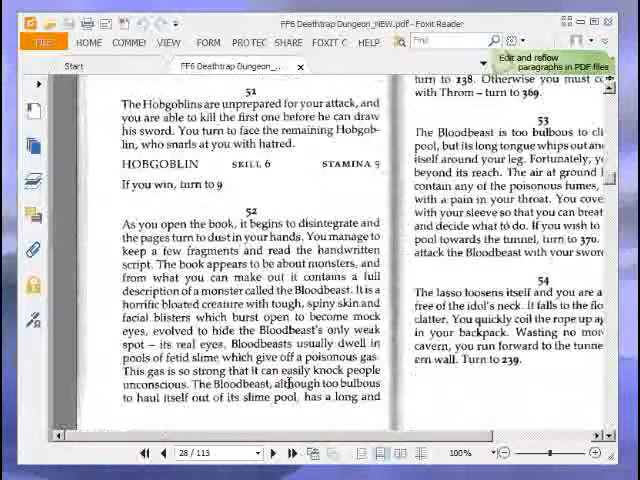 FF6 Deathtrap Dungeon_NEW.pdf - Foxit Reader
FILE HOME COMMEI VIEW FORM PROTEC SHARE FOXIT C Find
Edit and reflow
paragraphs in PDF files
Start FF6 Deathtrap Dungeon_...
51
The Hobgoblins are unprepared for your attack, and
you are able to kill the first one before he can draw
his sword. You turn to face the remaining Hobgob-
lin, who snarls at you with hatred.
HOBGOBLIN SKILL 6 STAMINA 5
If you win, turn to 9
52
As you open the book, it begins to disintegrate and
the pages turn to dust in your hands. You manage to
keep a few fragments and read the handwritten
script. The book appears to be about monsters, and
from what you can make out it contains a full
description of a monster called the Bloodbeast. It is a
horrific bloated creature with tough, spiny skin and
facial blisters which burst open to become mock
eyes, evolved to hide the Bloodbeast's only weak
spot – its real eyes. Bloodbeasts usually dwell in
pools of fetid slime which give off a poisonous gas.
This gas is so strong that it can easily knock people
unconscious. The Bloodbeast, although too bulbous
to haul itself out of its slime pool, has a long and
turn to 138. Otherwise you must co
with Throm – turn to 369.
53
The Bloodbeast is too bulbous to cli
pool, but its long tongue whips out and
itself around your leg. Fortunately, yo
beyond its reach. The air at ground l
contain any of the poisonous fumes,
with a pain in your throat. You cove
with your sleeve so that you can breat
and decide what to do. If you wish to
pool towards the tunnel, turn to 370.
attack the Bloodbeast with your sword
54
The lasso loosens itself and you are a
free of the idol's neck. It falls to the flo
clatter. You quickly coil the rope up a
in your backpack. Wasting no mor
cavern, you run forward to the tunne
ern wall. Turn to 239.
28 / 113 100%